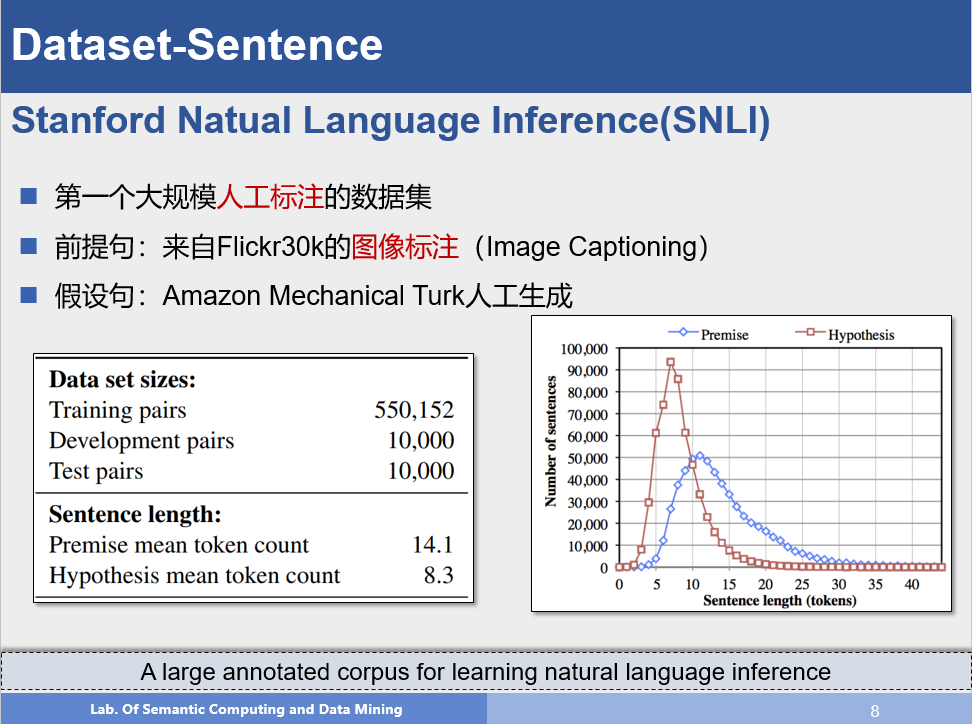 Dataset-Sentence
Stanford Natual Language Inference(SNLI)
第一个大规模人工标注的数据集
前提句：来自Flickr30k的图像标注（Image Captioning）
假设句：Amazon Mechanical Turk人工生成
Data set sizes:
Training pairs 550,152
Development pairs 10,000
Test pairs 10,000
Sentence length:
Premise mean token count 14.1
Hypothesis mean token count 8.3
Premise Hypothesis
100,000
90,000
80,000
70,000
60,000
50,000
40,000
30,000
20,000
10,000
0
Number of sentences
0 5 10 15 20 25 30 35 40
Sentence length (tokens)
A large annotated corpus for learning natural language inference
Lab. Of Semantic Computing and Data Mining
8